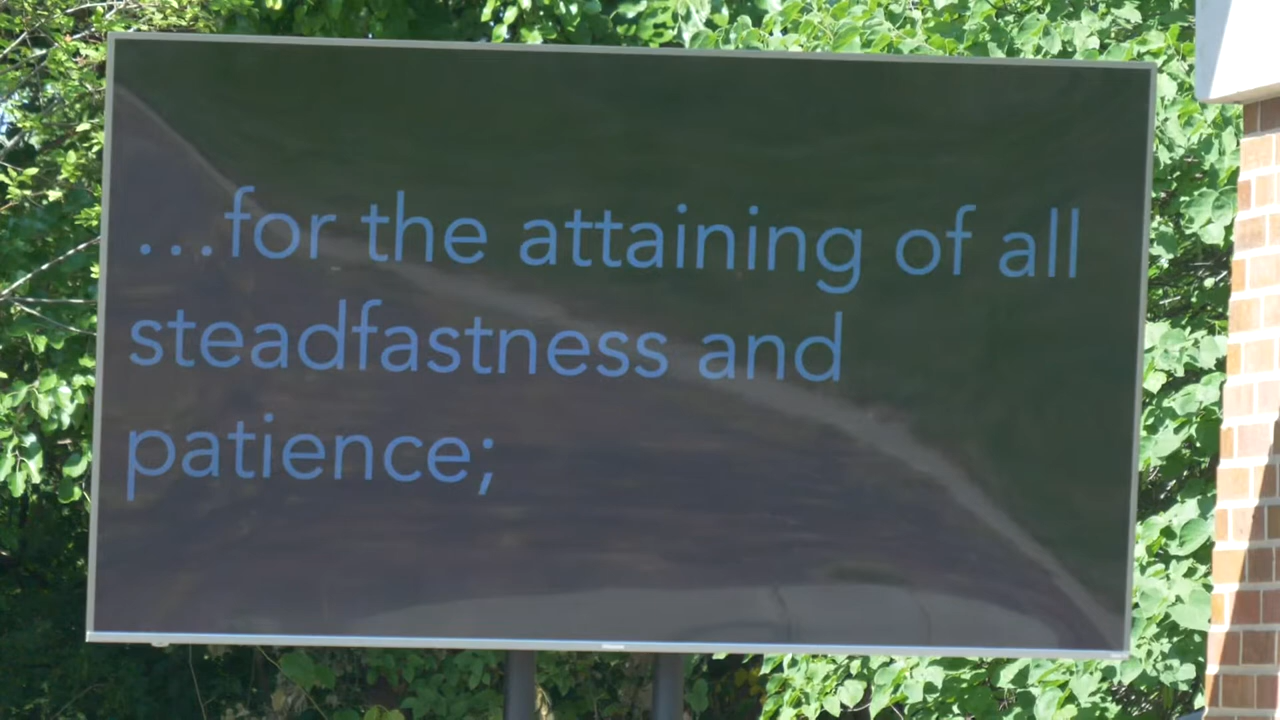 ...for the attaining of all
steadfastness and
patience;